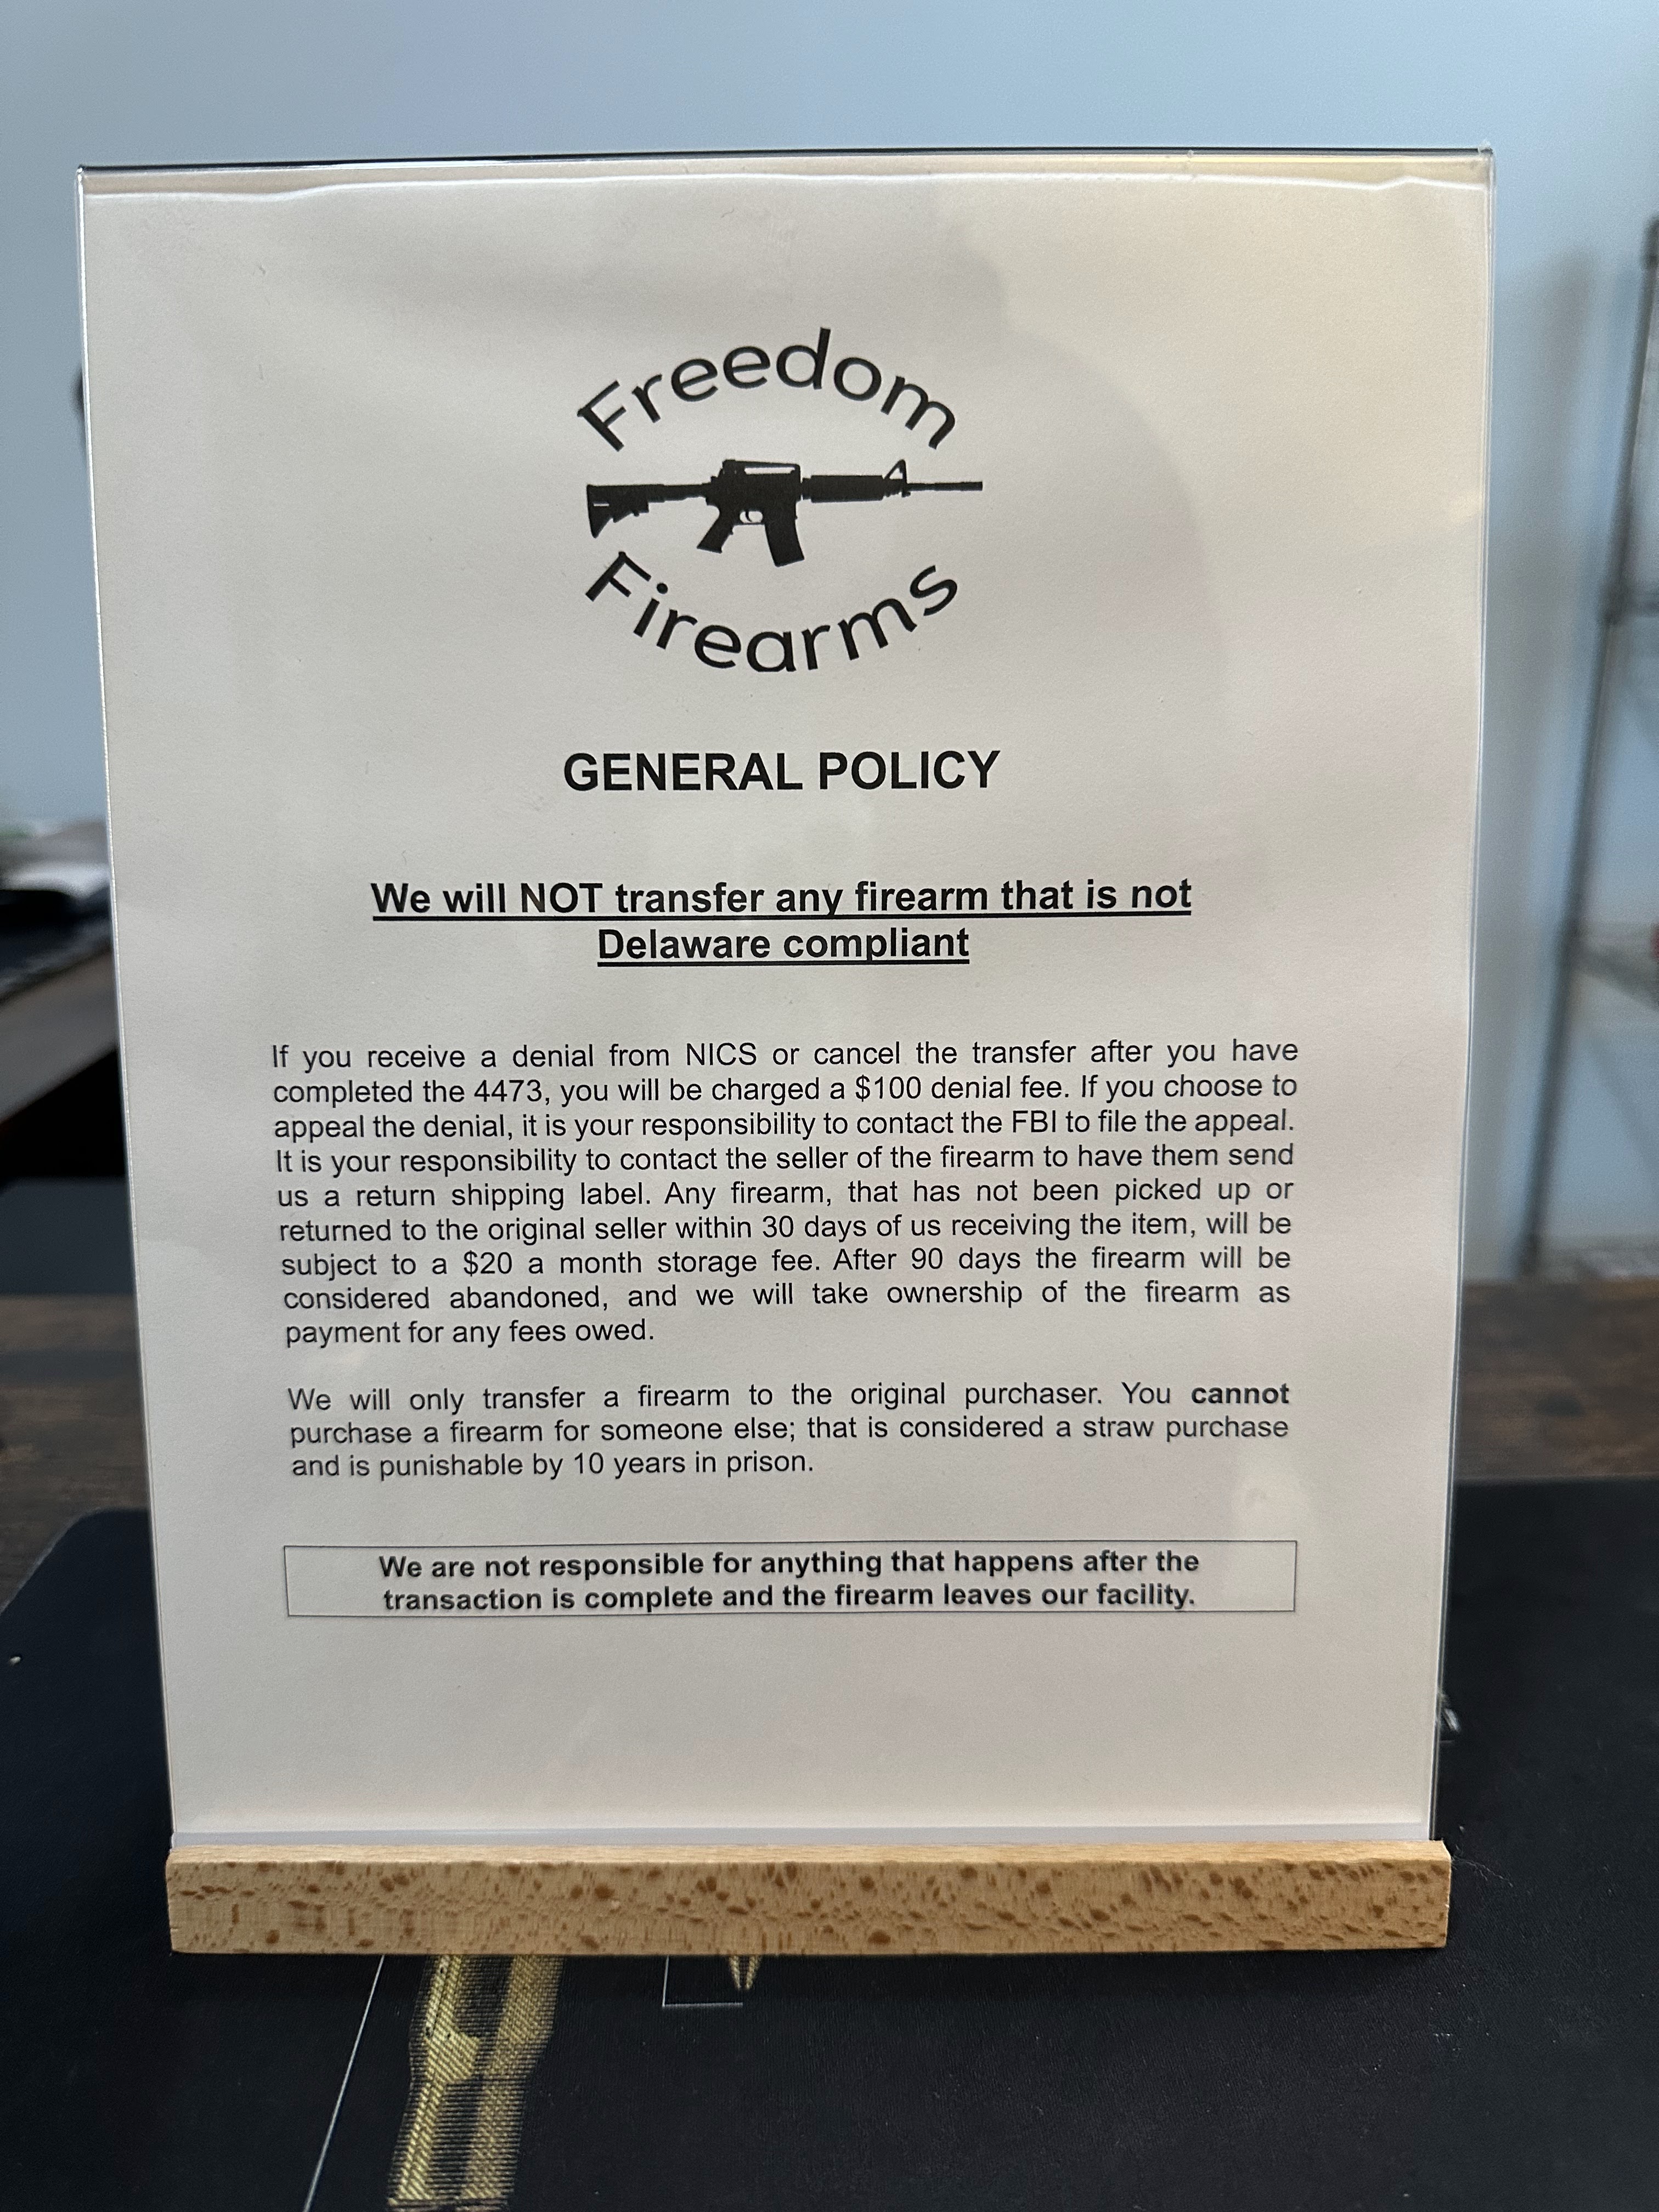 Freedom
Firearms
GENERAL POLICY
We will NOT transfer any firearm that is not
Delaware compliant
If you receive a denial from NICS or cancel the transfer after you have
completed the 4473, you will be charged a $100 denial fee. If you choose to
appeal the denial, it is your responsibility to contact the FBI to file the appeal.
It is your responsibility to contact the seller of the firearm to have them send
us a return shipping label. Any firearm, that has not been picked up or
returned to the original seller within 30 days of us receiving the item, will be
subject to a $20 a month storage fee. After 90 days the firearm will be
considered abandoned, and we will take ownership of the firearm as
payment for any fees owed.
We will only transfer a firearm to the original purchaser. You cannot
purchase a firearm for someone else; that is considered a straw purchase
and is punishable by 10 years in prison.
We are not responsible for anything that happens after the
transaction is complete and the firearm leaves our facility.